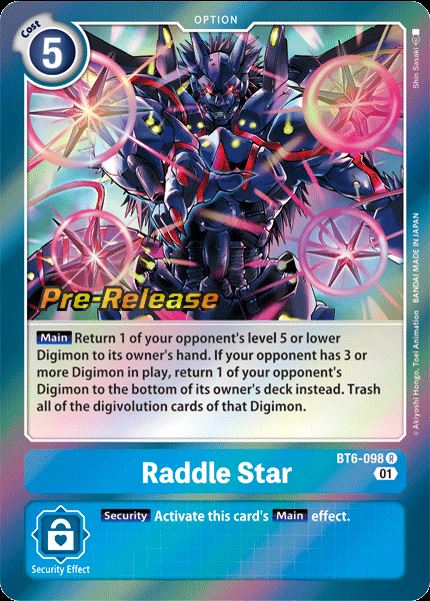 OPTION
Cost
5
Shin Sasaki
Pre-Release
Main Return 1 of your opponent's level 5 or lower
Digimon to its owner's hand. If your opponent has 3 or
more Digimon in play, return 1 of your opponent's
Digimon to the bottom of its owner's deck instead. Trash
all of the digivolution cards of that Digimon.
©Akiyoshi Hongo, Toei Animation BANDAI MADE IN JAPAN
BT6-098 R
Raddle Star
01
Security Activate this card's Main effect.
Security Effect